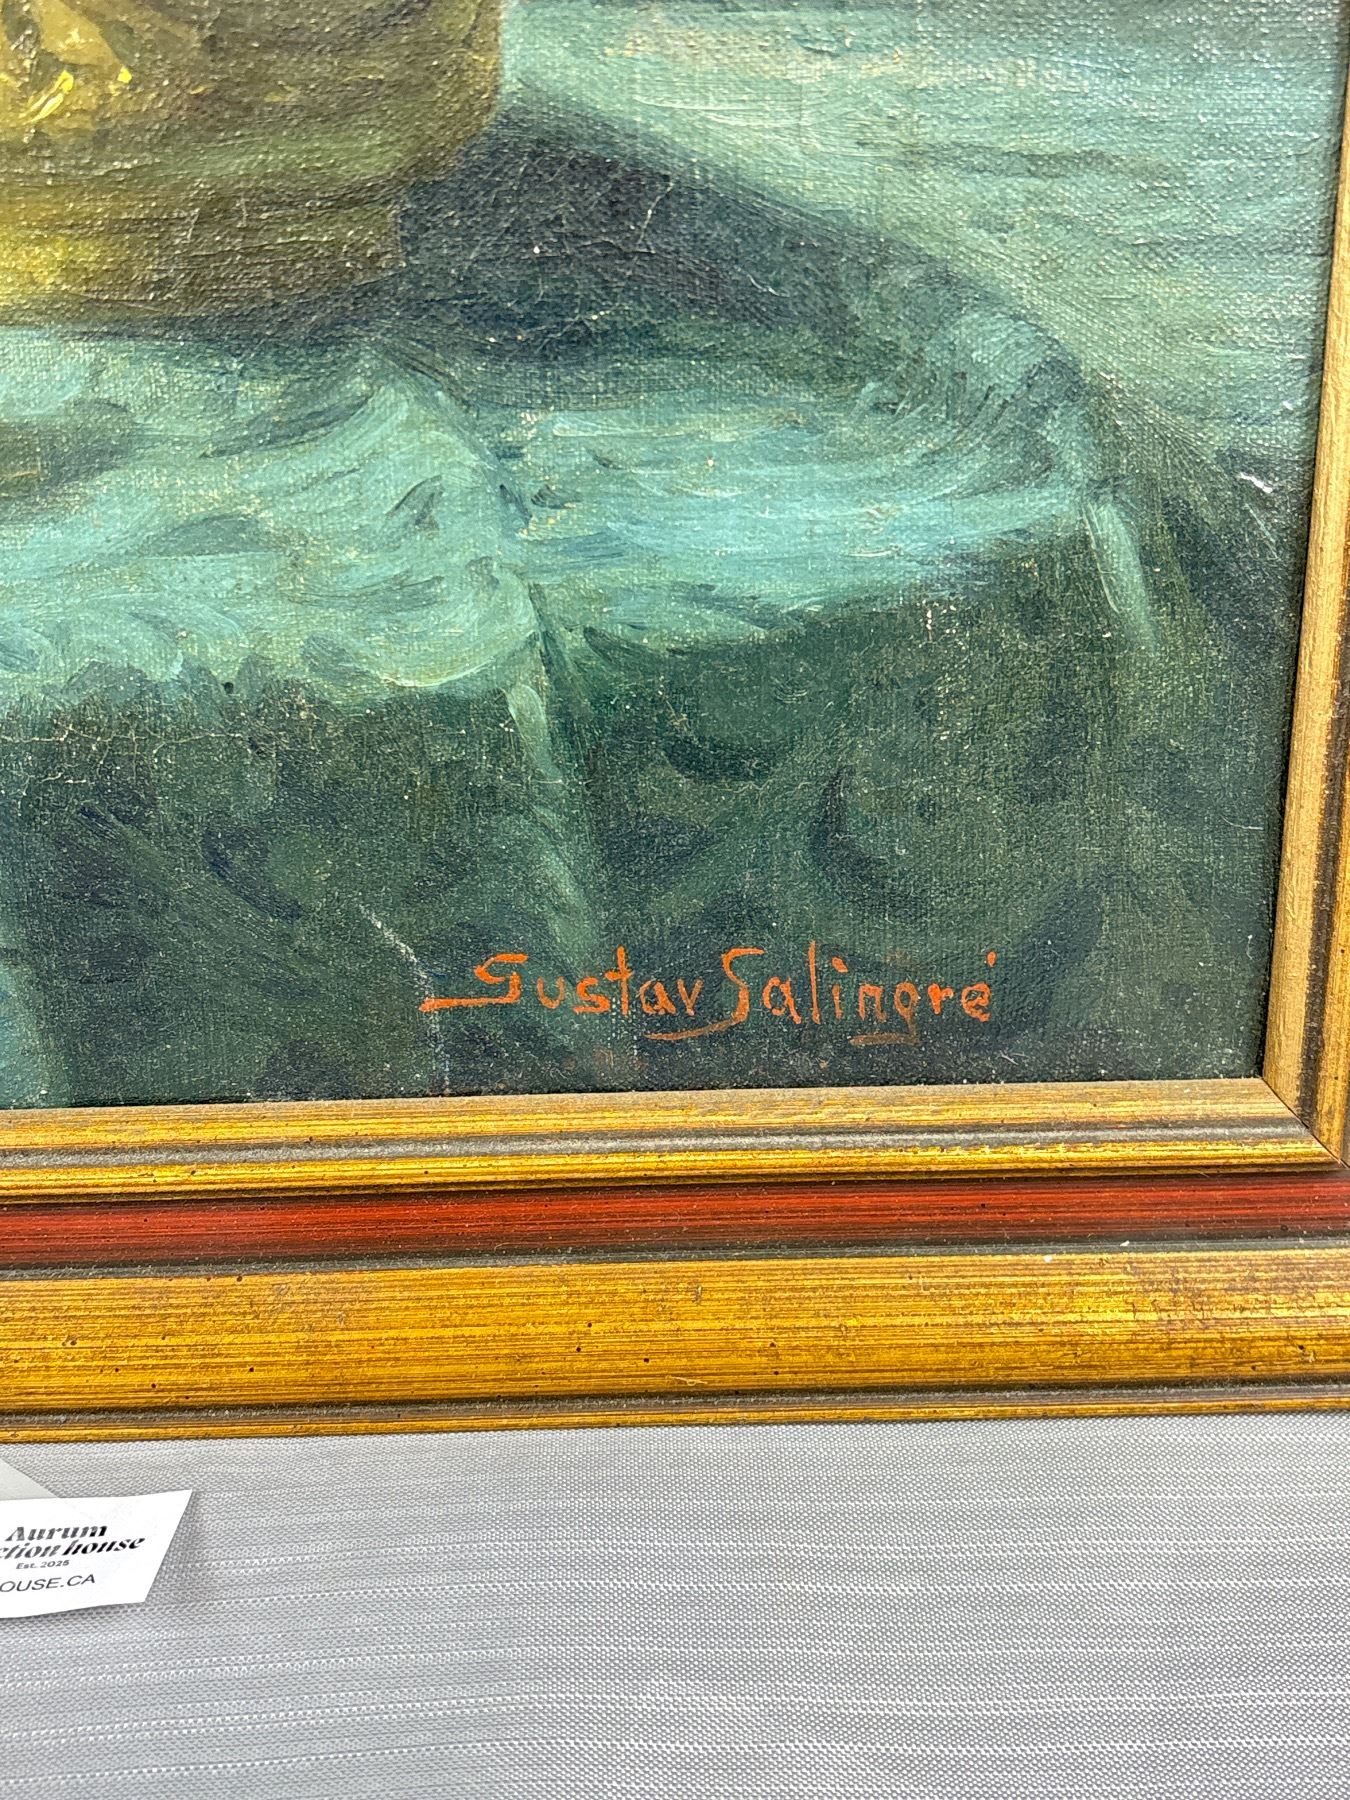 Gustav Salingré
Aurum
ction house
Est. 2025
OUSE.CA